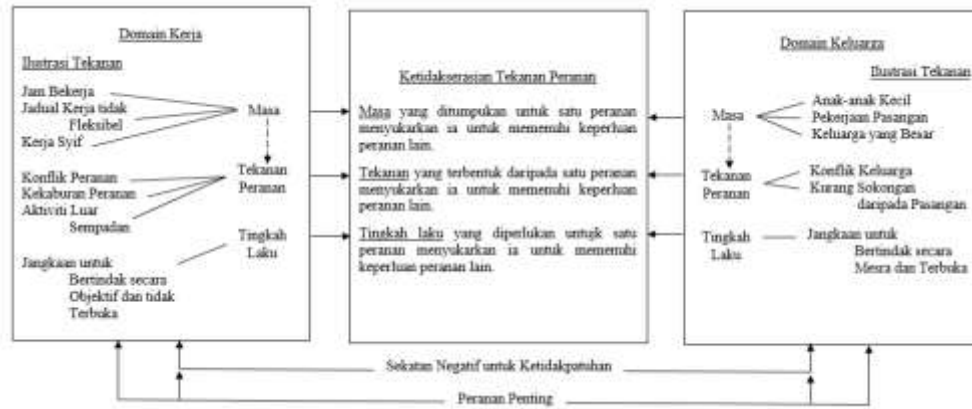 Domain Kerja
Ilustrasi Tekanan
Jam Bekerja
Jadual Kerja tidak
Fleksibel
Kerja Syif
Masa
Konflik Peranan
Kekaburan Peranan
Aktiviti Luar
Sempadan
Tekanan
Peranan
Jangkaan untuk
Bertindak secara
Objektif dan tidak
Terbuka
Tingkah
Laku
Ketidakserasian Tekanan Peranan
Masa yang ditumpukan untuk satu peranan
menyukarkan ia untuk memenuhi keperluan
peranan lain.
Tekanan yang terbentuk daripada satu peranan
menyukarkan ia untuk memenuhi keperluan
peranan lain.
Tingkah laku yang diperlukan untujk satu
peranan menyukarkan ia untuk memenuhi
keperluan peranan lain.
Domain Keluarga
Ilustrasi Tekanan
Masa
Anak-anak Kecil
Pekerjaan Pasangan
Keluarga yang Besar
Tekanan
Peranan
Konflik Keluarga
Kurang Sokongan
daripada Pasangan
Tingkah
Laku
Jangkaan untuk
Bertindak secara
Mesra dan Terbuka
Sekatan Negatif untuk Ketidakpatuhan
Peranan Penting